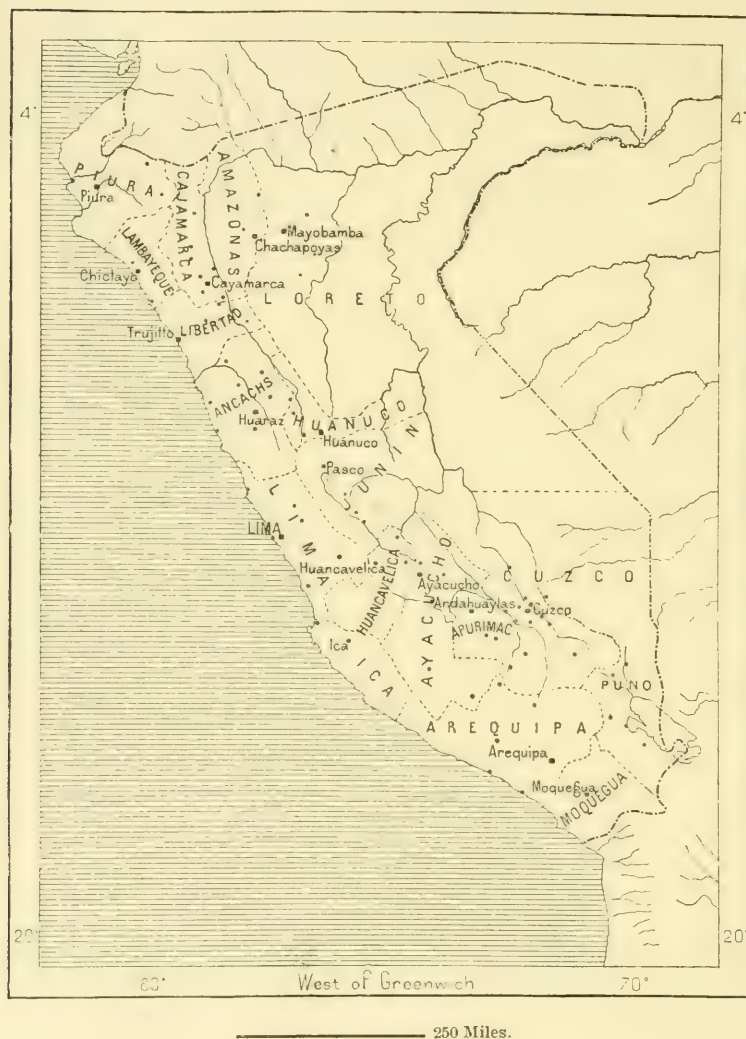 4°
4°
PIURA
Piura
CAJAMARCA
AMAZONAS
Mayobamba
Chachapoyas
LAMBAYEQUE
Chiclayo
Cayamarca
LORETO
Trujillo
LIBERTAD
ANCACHS
Huaraz
HUANUCO
Huánuco
Pasco
JUNIN
LIMA
LIMA
Huancavelica
HUANCAVELICA
Ayacucho
AYACUCHO
CUZCO
Andahuaylas
Cuzco
APURIMAC
Ica
ICA
PUNO
AREQUIPA
Arequipa
Moquegua
MOQUEGUA
20°
20°
80°
West of Greenwich
70°
250 Miles.